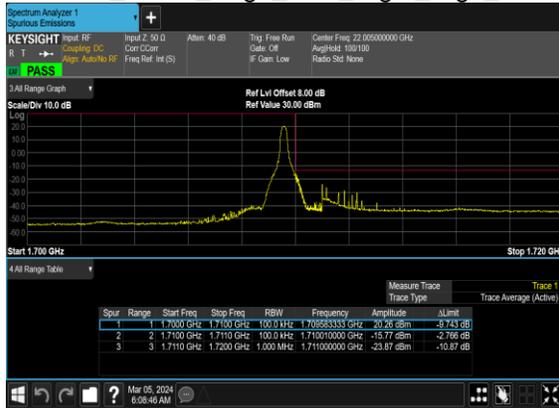 Spectrum Analyzer 1
Spurious Emissions
+
KEYSIGHT Input: RF Input Z: 50 Ω Atten: 40 dB Trig: Free Run Center Freq: 22.005000000 GHz
R T Coupling: DC Corr CCorr Gate: Off Avg|Hold: 100/100
Align: Auto/No RF Freq Ref: Int (S) IF Gain: Low Radio Std: None
PASS
3 All Range Graph Ref Lvl Offset 8.00 dB
Scale/Div 10.0 dB Ref Value 30.00 dBm
Log
20.0
10.0
0.00
-10.0
-20.0
-30.0
-40.0
-50.0
-60.0
Start 1.700 GHz Stop 1.720 GH
4 All Range Table
Measure Trace Trace 1
Trace Type Trace Average (Active)
Spur Range Start Freq Stop Freq RBW Frequency Amplitude ΔLimit
1 1 1.7000 GHz 1.7100 GHz 100.0 kHz 1.709583333 GHz 20.26 dBm -9.743 dB
2 2 1.7100 GHz 1.7110 GHz 100.0 kHz 1.710010000 GHz -15.77 dBm -2.766 dB
3 3 1.7110 GHz 1.7200 GHz 1.000 MHz 1.711000000 GHz -23.87 dBm -10.87 dB
? Mar 05, 2024
6:08:46 AM